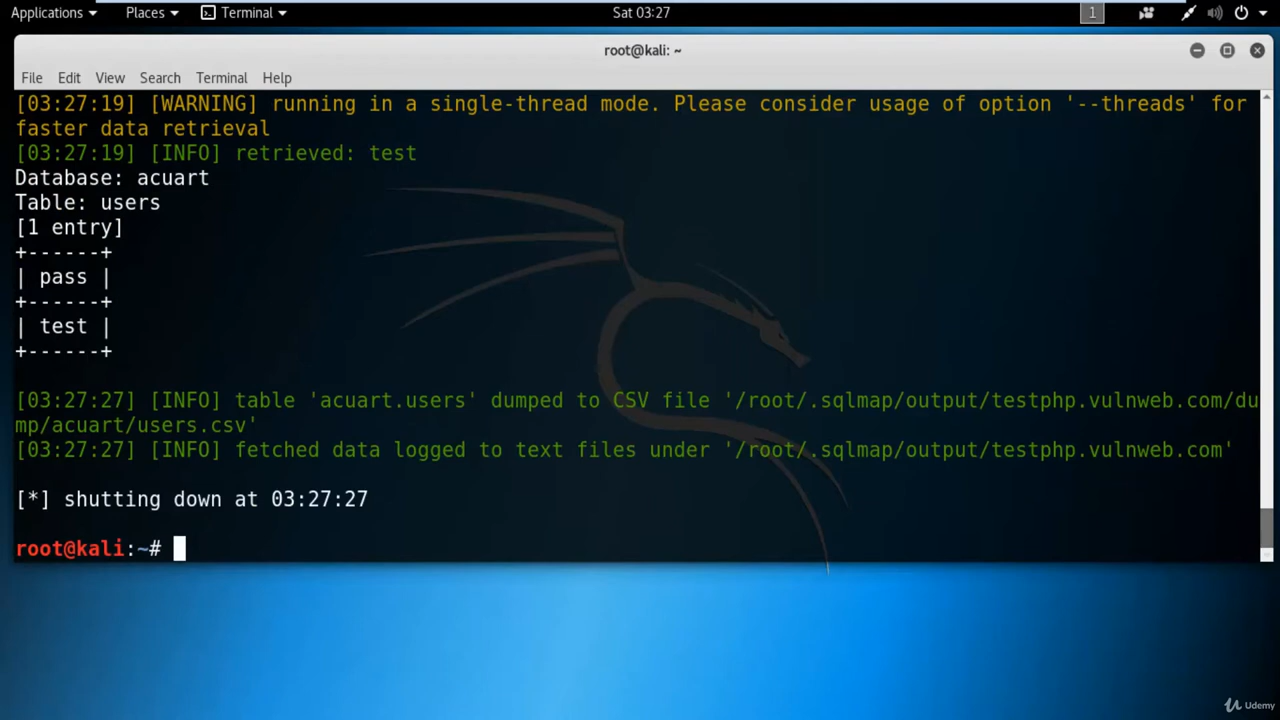 Applications Places Terminal Sat 03:27 1
root@kali: ~
File Edit View Search Terminal Help
[03:27:19] [WARNING] running in a single-thread mode. Please consider usage of option '--threads' for
faster data retrieval
[03:27:19] [INFO] retrieved: test
Database: acuart
Table: users
[1 entry]
+------+
| pass |
+------+
| test |
+------+
[03:27:27] [INFO] table 'acuart.users' dumped to CSV file '/root/.sqlmap/output/testphp.vulnweb.com/du
mp/acuart/users.csv'
[03:27:27] [INFO] fetched data logged to text files under '/root/.sqlmap/output/testphp.vulnweb.com'
[*] shutting down at 03:27:27
root@kali:~#
Udemy